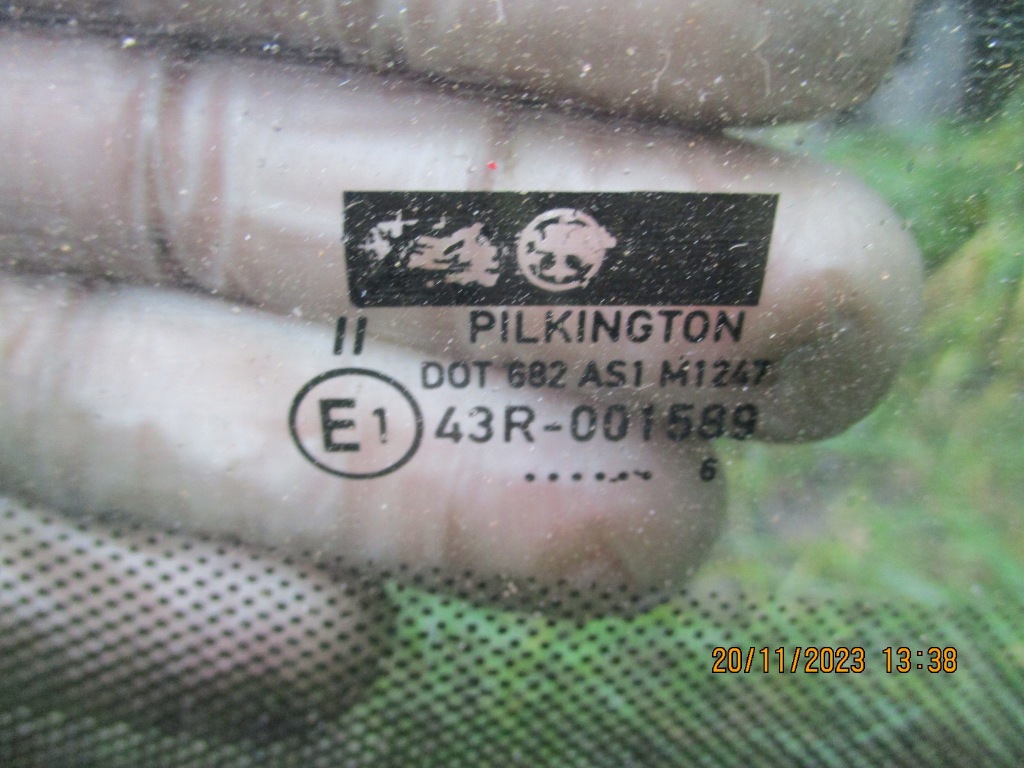 II PILKINGTON
DOT 682 AS1 M1247
E1 43R-001589
...... 6
20/11/2023 13:38